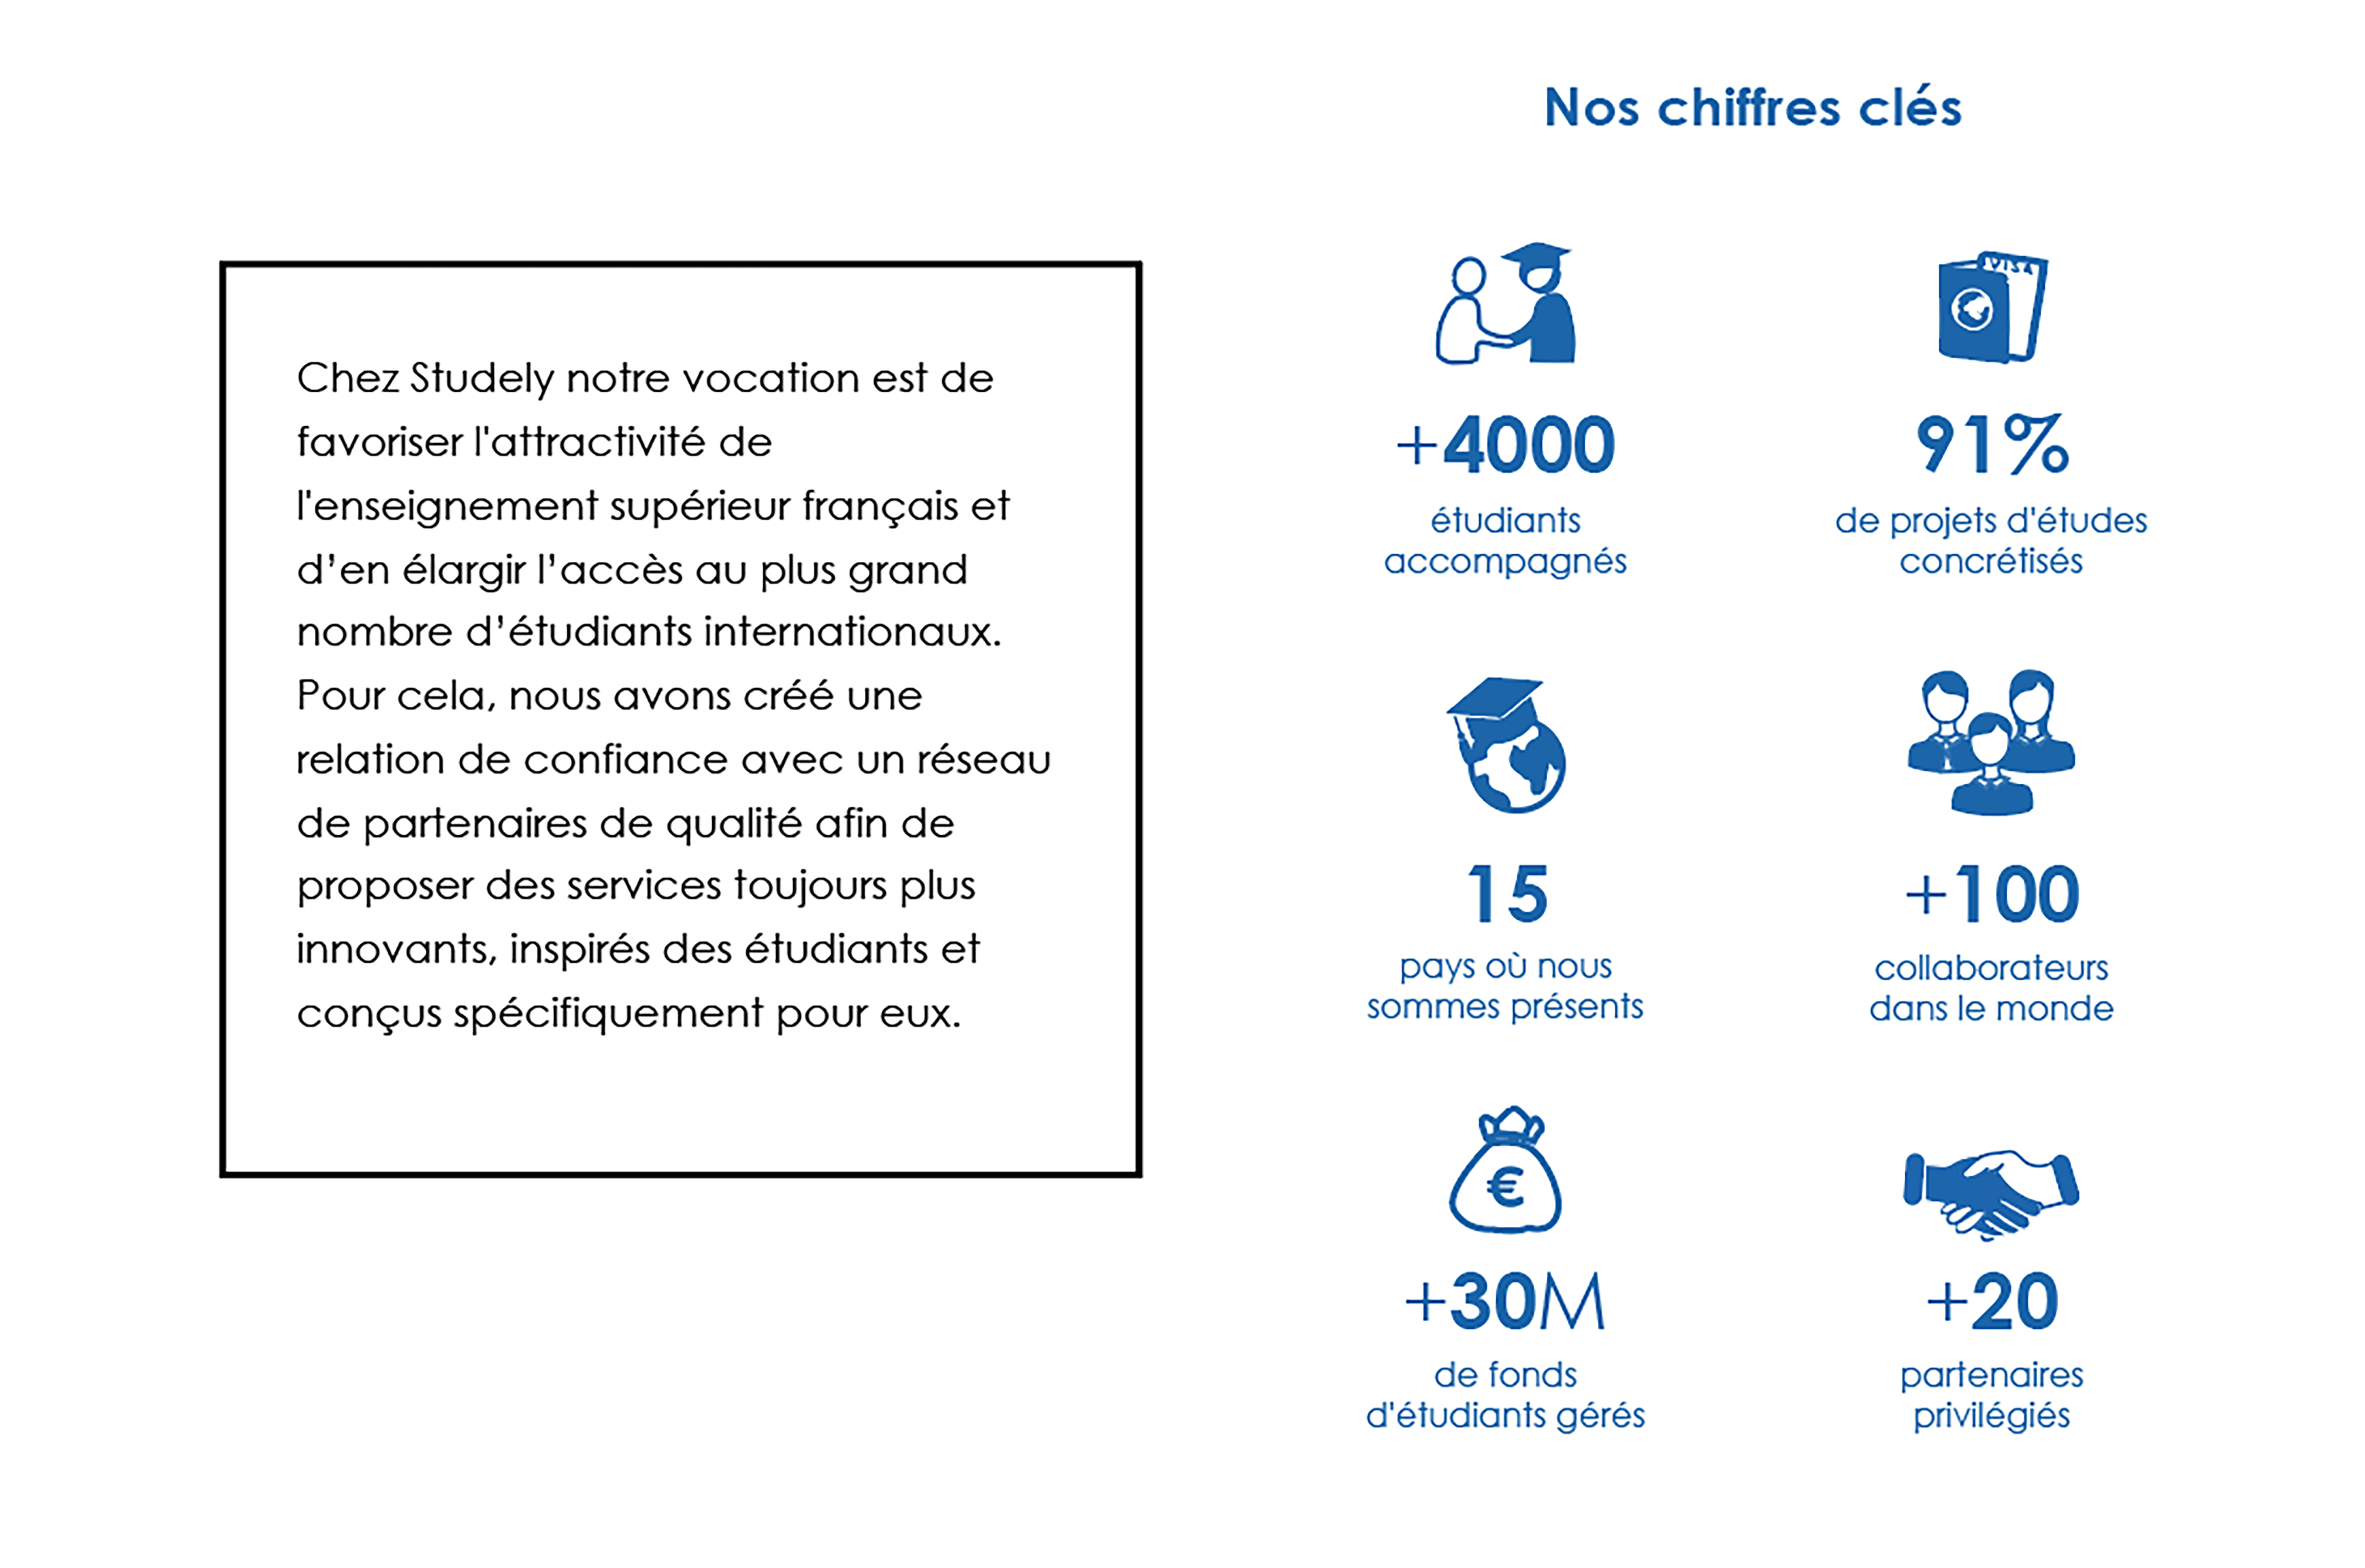 Nos chiffres clés
Chez Studely notre vocation est de
favoriser l'attractivité de
l'enseignement supérieur français et
d’en élargir l’accès au plus grand
nombre d’étudiants internationaux.
Pour cela, nous avons créé une
relation de confiance avec un réseau
de partenaires de qualité afin de
proposer des services toujours plus
innovants, inspirés des étudiants et
conçus spécifiquement pour eux.
+4000
étudiants
accompagnés
VISA
91%
de projets d'études
concrétisés
15
pays où nous
sommes présents
+100
collaborateurs
dans le monde
€
+30M
de fonds
d'étudiants gérés
+20
partenaires
privilégiés